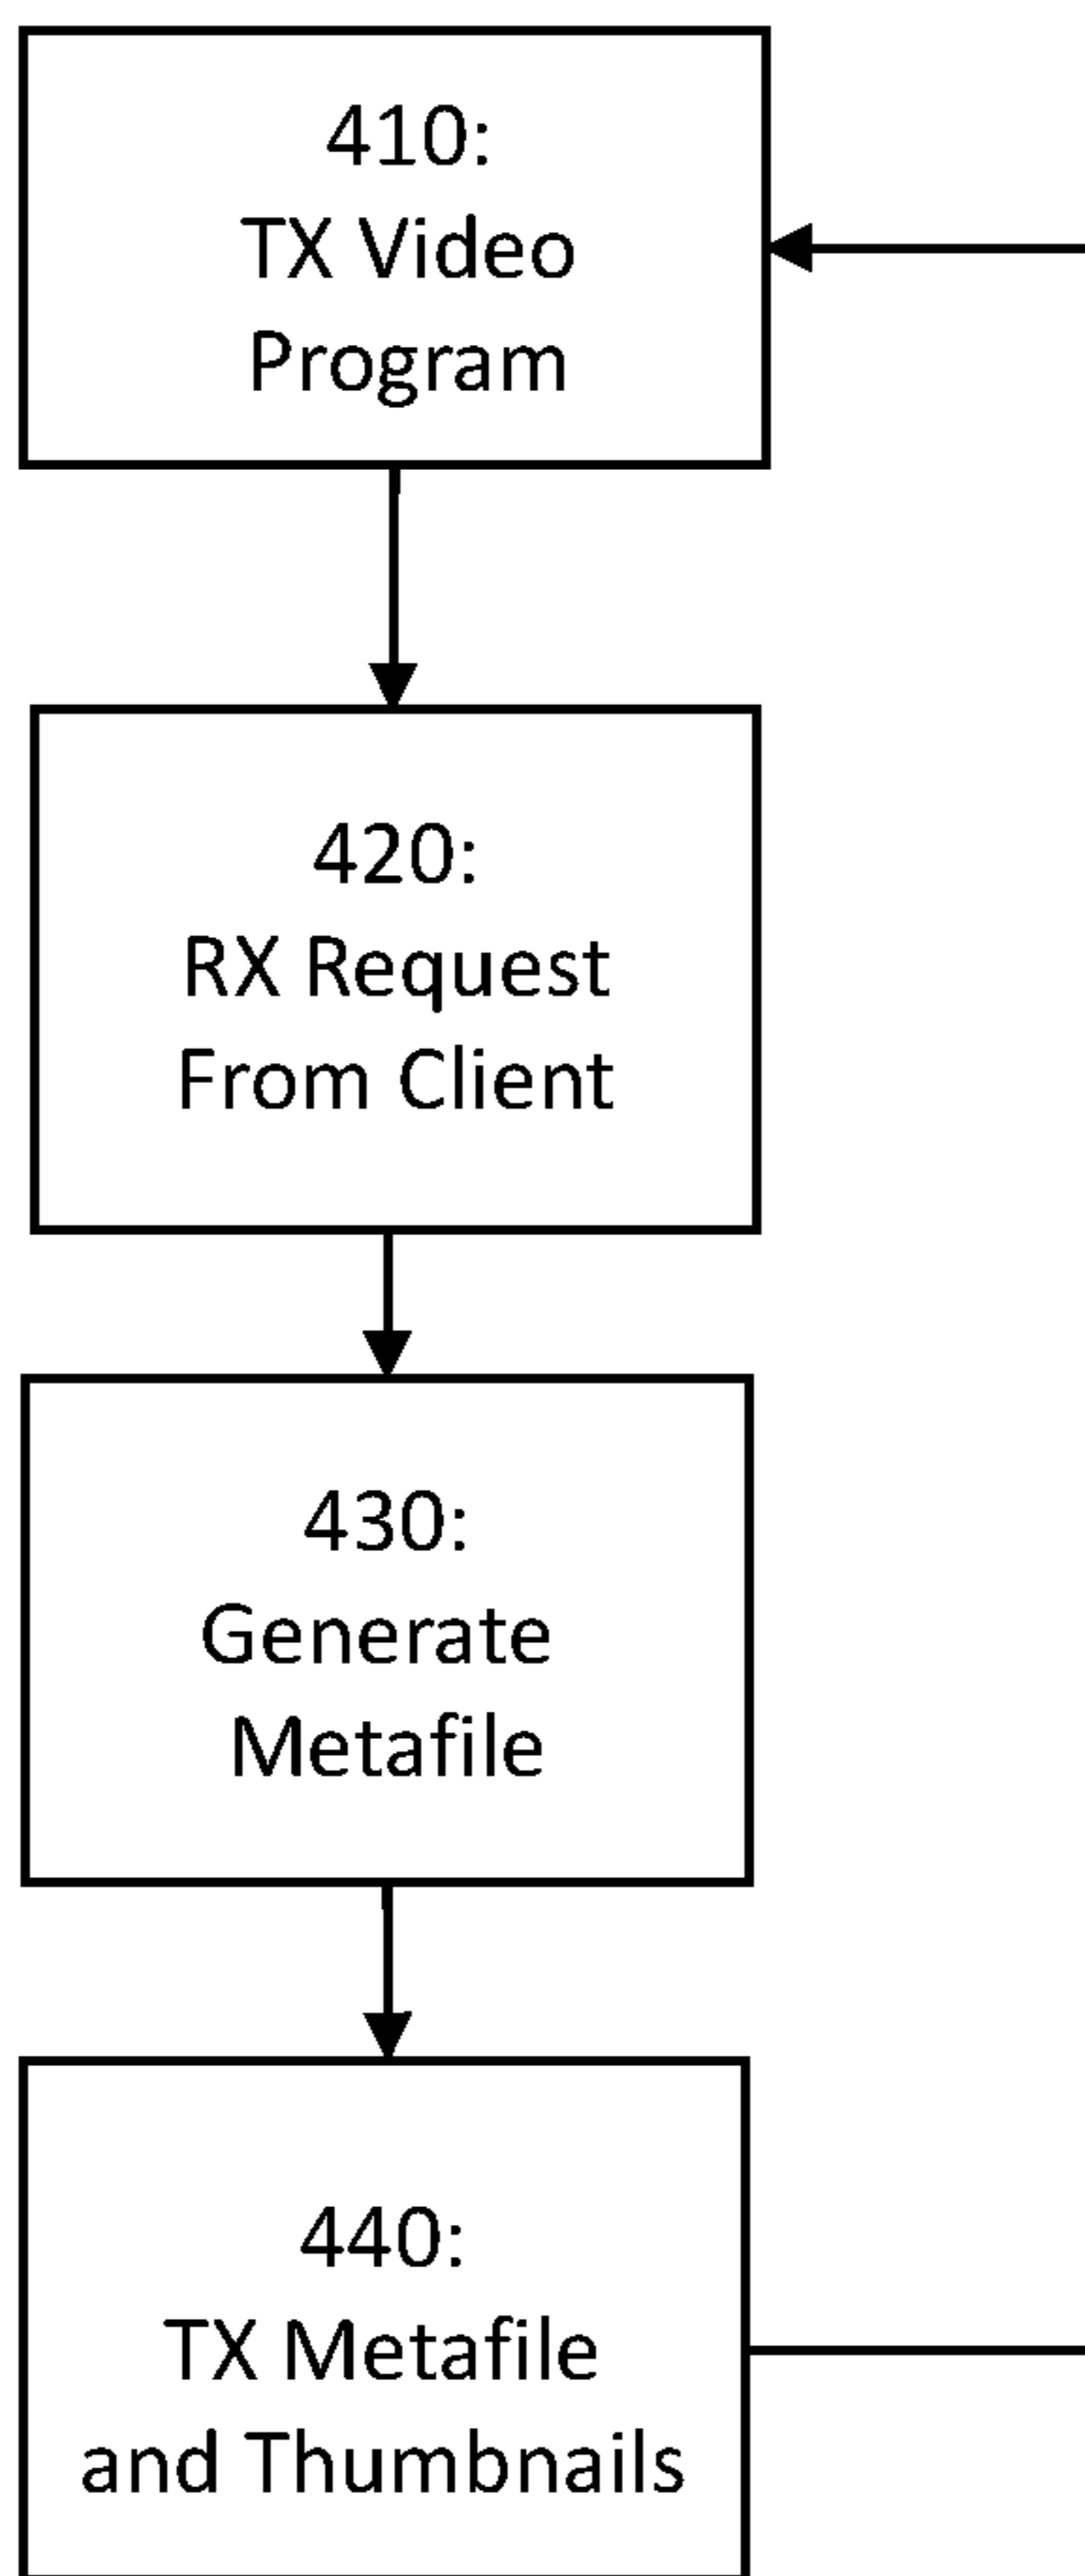 410:
TX Video
Program
420:
RX Request
From Client
430:
Generate
Metafile
440:
TX Metafile
and Thumbnails